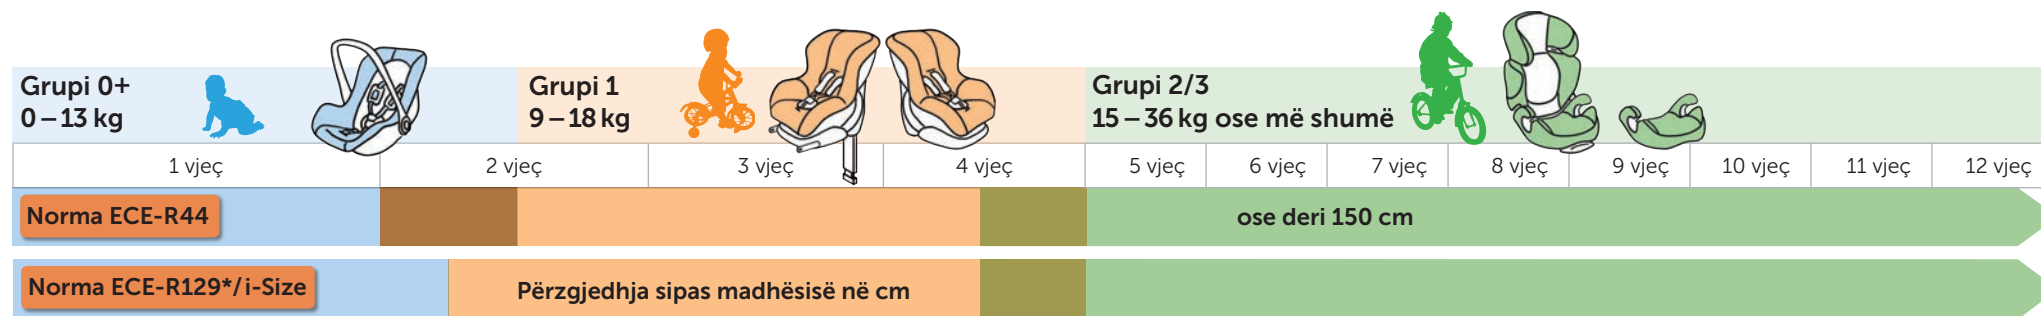 Grupi 0+
0 – 13 kg
Grupi 1
9 – 18 kg
Grupi 2/3
15 – 36 kg ose më shumë
1 vjeç
2 vjeç
3 vjeç
4 vjeç
5 vjeç
6 vjeç
7 vjeç
8 vjeç
9 vjeç
10 vjeç
11 vjeç
12 vjeç
Norma ECE-R44
ose deri 150 cm
Norma ECE-R129*/i-Size
Përzgjedhja sipas madhësisë në cm